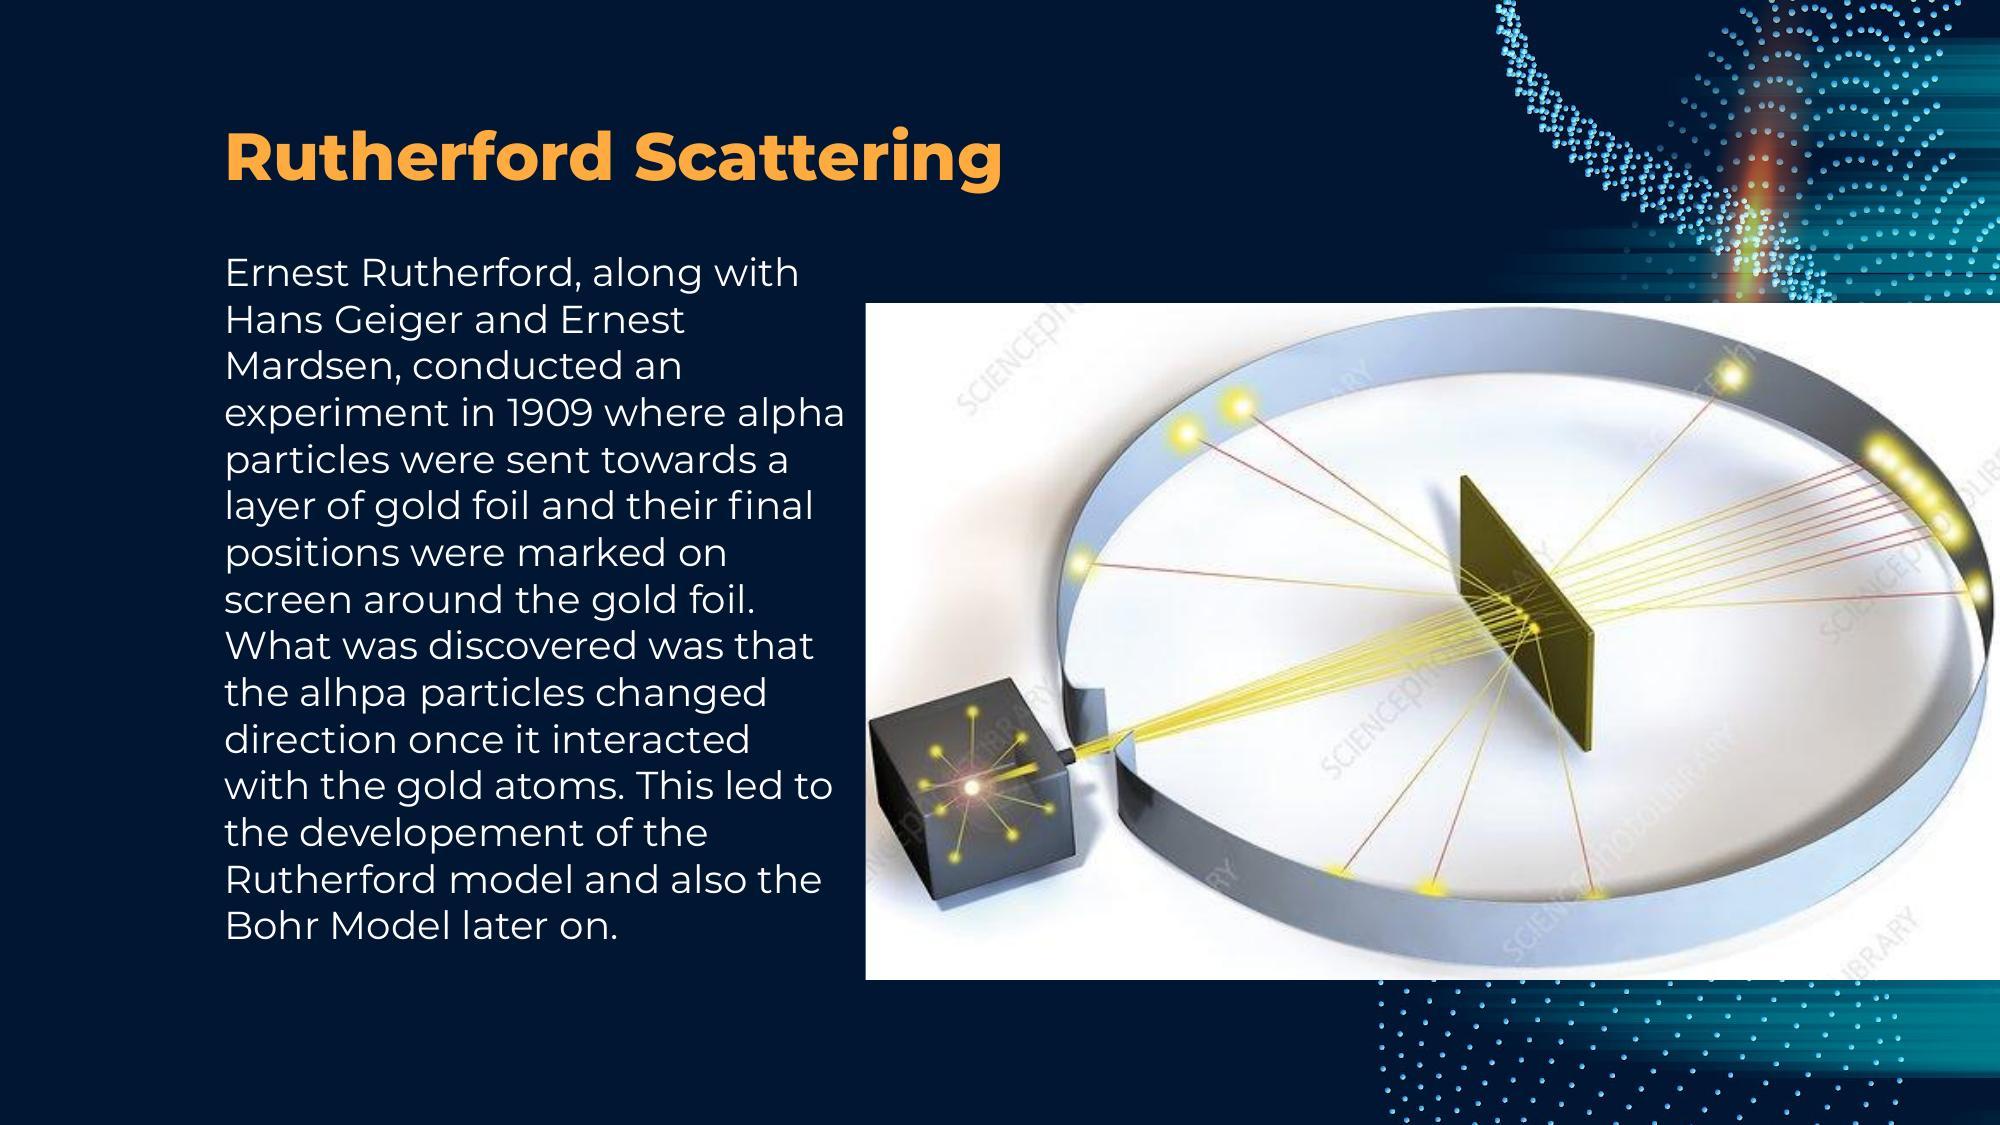 Rutherford Scattering
Ernest Rutherford, along with
Hans Geiger and Ernest
Mardsen, conducted an
experiment in 1909 where alpha
particles were sent towards a
layer of gold foil and their final
positions were marked on
screen around the gold foil.
What was discovered was that
the alhpa particles changed
direction once it interacted
with the gold atoms. This led to
the developement of the
Rutherford model and also the
Bohr Model later on.
SCIENCEPHOTOLIBRARY